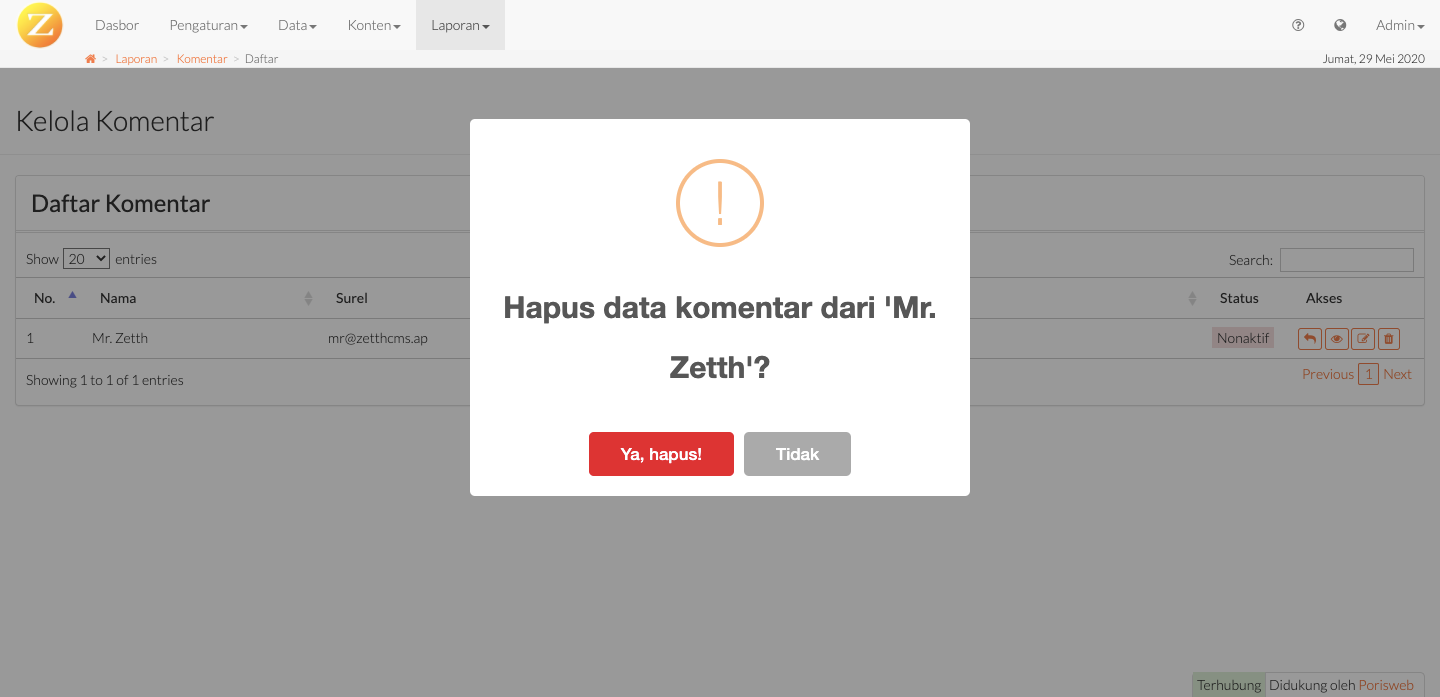 Z Dasbor Pengaturan Data Konten Laporan Admin
> Laporan > Komentar > Daftar Jumat, 29 Mei 2020
Kelola Komentar
Daftar Komentar
Show 20 entries Search:
No. Nama Surel Status Akses
1 Mr. Zetth mr@zetthcms.ap Nonaktif
Showing 1 to 1 of 1 entries Previous 1 Next
!
Hapus data komentar dari 'Mr.
Zetth'?
Ya, hapus! Tidak
Terhubung Didukung oleh Porisweb